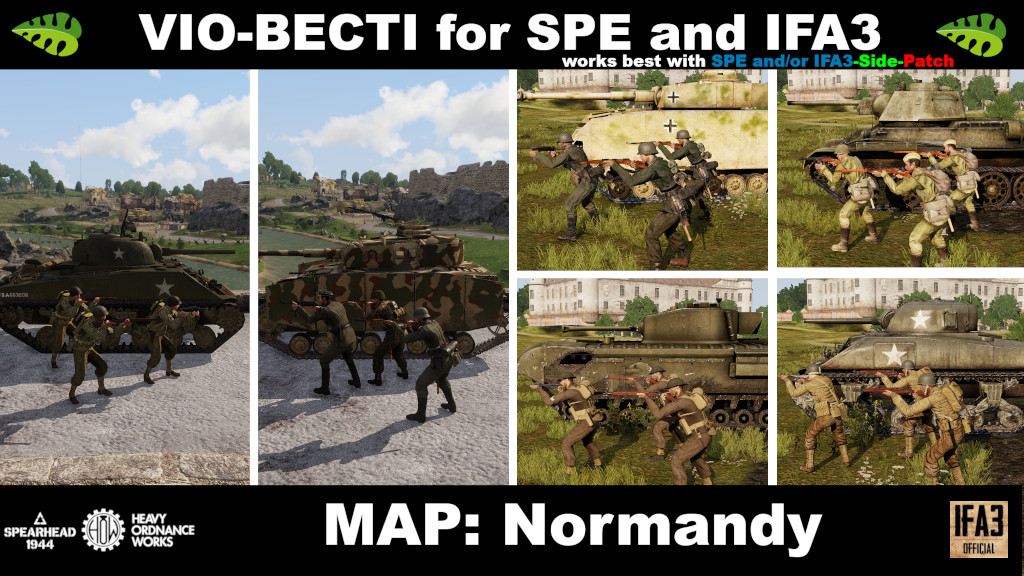 VIO-BECTI for SPE and IFA3
works best with SPE and/or IFA3-Side-Patch
SPEARHEAD
1944
HOW
HEAVY
ORDNANCE
WORKS
MAP: Normandy
IFA3
OFFICIAL